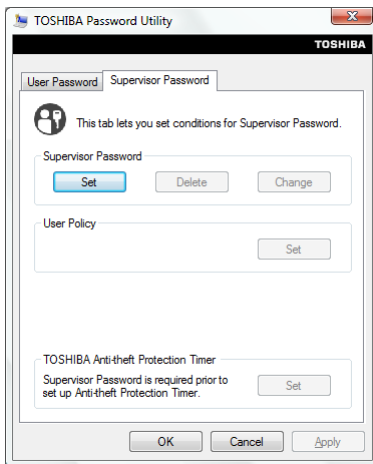 TOSHIBA Password Utility
TOSHIBA
User Password Supervisor Password
This tab lets you set conditions for Supervisor Password.
Supervisor Password
Set Delete Change
User Policy
Set
TOSHIBA Anti-theft Protection Timer
Supervisor Password is required prior to
set up Anti-theft Protection Timer.
Set
OK Cancel Apply